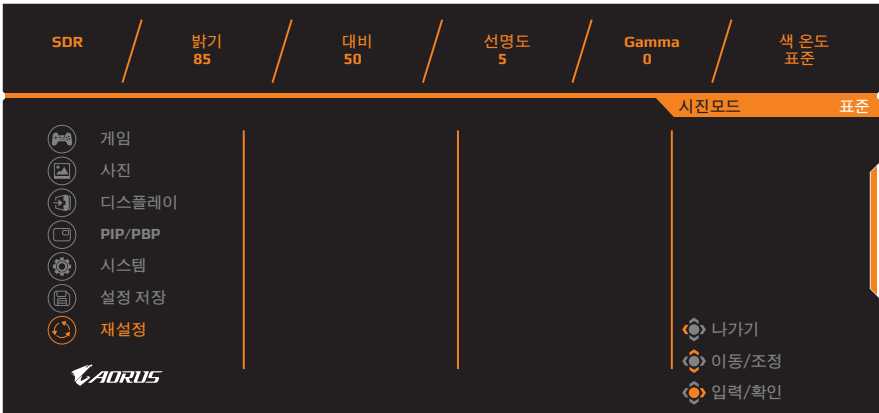 SDR
밝기
85
대비
50
선명도
5
Gamma
0
색 온도
표준
시진모드
표준
게임
사진
디스플레이
PIP/PBP
시스템
설정 저장
재설정
나가기
이동/조정
입력/확인
AORUS